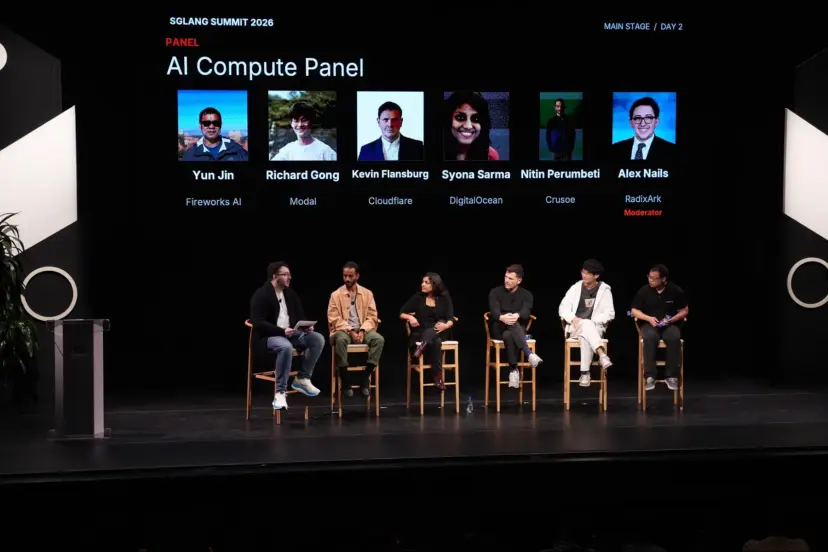 SGLANG SUMMIT 2026
MAIN STAGE / DAY 2
PANEL
AI Compute Panel
Yun Jin
Richard Gong
Kevin Flansburg
Syona Sarma
Nitin Perumbeti
Alex Nails
Fireworks AI
Modal
Cloudflare
DigitalOcean
Crusoe
RadixArk
Moderator